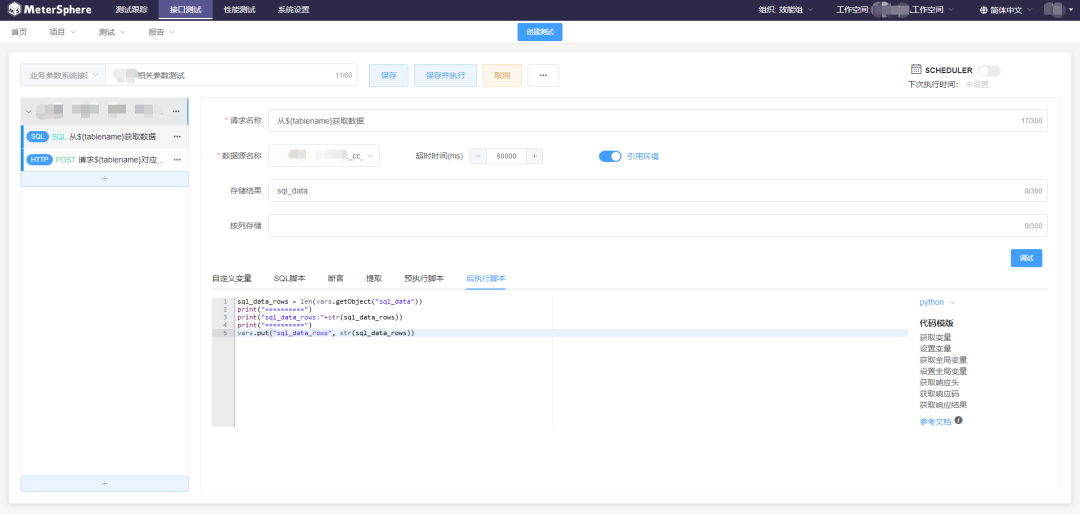 MeterSphere 测试跟踪 接口测试 性能测试 系统设置 组织: 效能组 工作空间: 工作空间 简体中文
首页 项目 测试 报告 创建测试
业务参数系统接口 相关参数测试 11/60 保存 保存并执行 取消 ... SCHEDULER
下次执行时间: 未设置
...
SQL SQL 从${tablename}获取数据 ...
HTTP POST 请求${tablename}对应... ...
+
+
* 请求名称 从${tablename}获取数据 17/300
* 数据源名称 _cc_ 超时时间(ms) − 60000 + 引用环境
存储结果 sql_data 8/300
按列存储 0/300
调试
自定义变量 SQL脚本 断言 提取 预执行脚本 后执行脚本
1 sql_data_rows = len(vars.getObject("sql_data"))
2 print("==========")
3 print("sql_data_rows:"+str(sql_data_rows))
4 print("==========")
5 vars.put("sql_data_rows", str(sql_data_rows))
python
代码模版
获取变量
设置变量
获取全局变量
设置全局变量
获取响应头
获取响应码
获取响应结果
参考文档